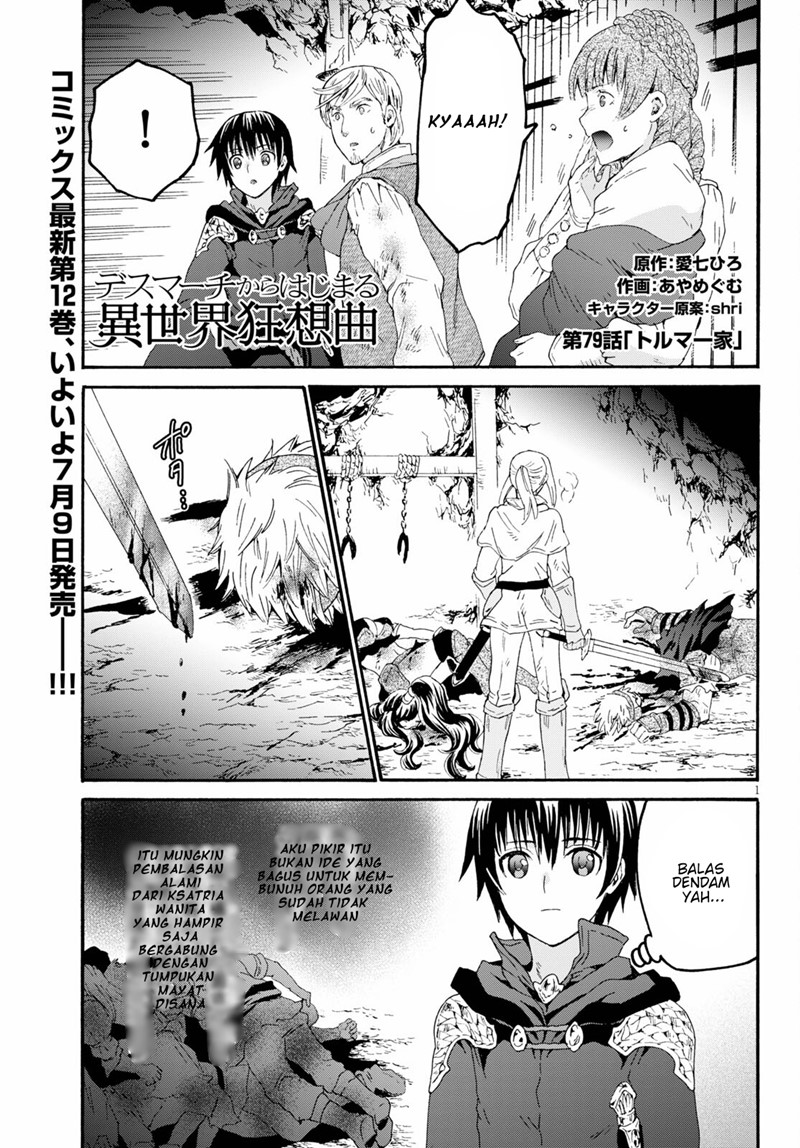 KYAAAH!
!
コミックス最新第12巻、いよいよ7月9日発売——!!!
デスマーチからはじまる
異世界狂想曲
原作：愛七ひろ
作画：あやめぐむ
キャラクター原案：shri
第79話「トルマ一家」
ポタ…
1
BALAS
DENDAM
YAH...
AKU PIKIR ITU
BUKAN IDE YANG
BAGUS UNTUK MEM-
BUNUH ORANG YANG
SUDAH TIDAK
MELAWAN
ITU MUNGKIN
PEMBALASAN
ALAMI
DARI KSATRIA
WANITA
YANG HAMPIR
SAJA
BERGABUNG
DENGAN
TUMPUKAN
MAYAT
DISANA